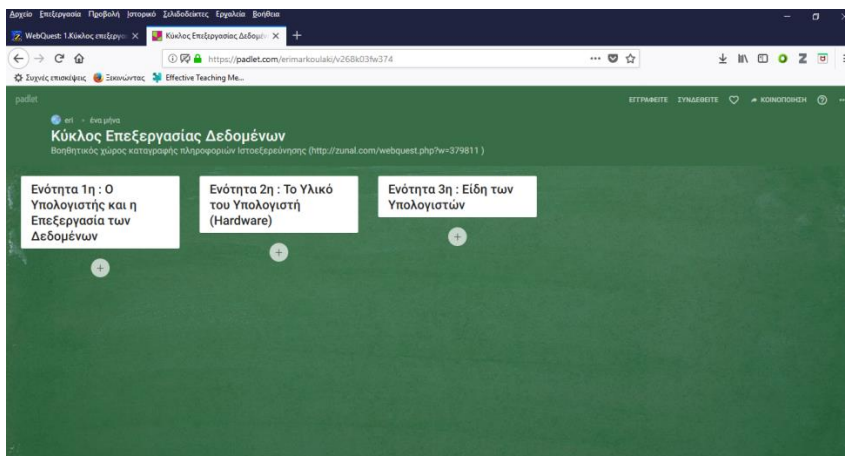 Αρχείο Επεξεργασία Προβολή Ιστορικό Σελιδοδείκτες Εργαλεία Βοήθεια
WebQuest: 1.Κύκλος επεξεργα
Κύκλος Επεξεργασίας Δεδομέν
https://padlet.com/erimarkoulaki/v268k03fw374
Συχνές επισκέψεις Ξεκινώντας Effective Teaching Me...
padlet
ΕΓΓΡΑΦΕΙΤΕ ΣΥΝΔΕΘΕΙΤΕ ΚΟΙΝΟΠΟΙΗΣΗ
eri ένα μήνα
Κύκλος Επεξεργασίας Δεδομένων
Βοηθητικός χώρος καταγραφής πληροφοριών Ιστοεξερεύνησης (http://zunal.com/webquest.php?w=379811 )
Ενότητα 1η : Ο
Υπολογιστής και η
Επεξεργασία των
Δεδομένων
Ενότητα 2η : Το Υλικό
του Υπολογιστή
(Hardware)
Ενότητα 3η : Είδη των
Υπολογιστών